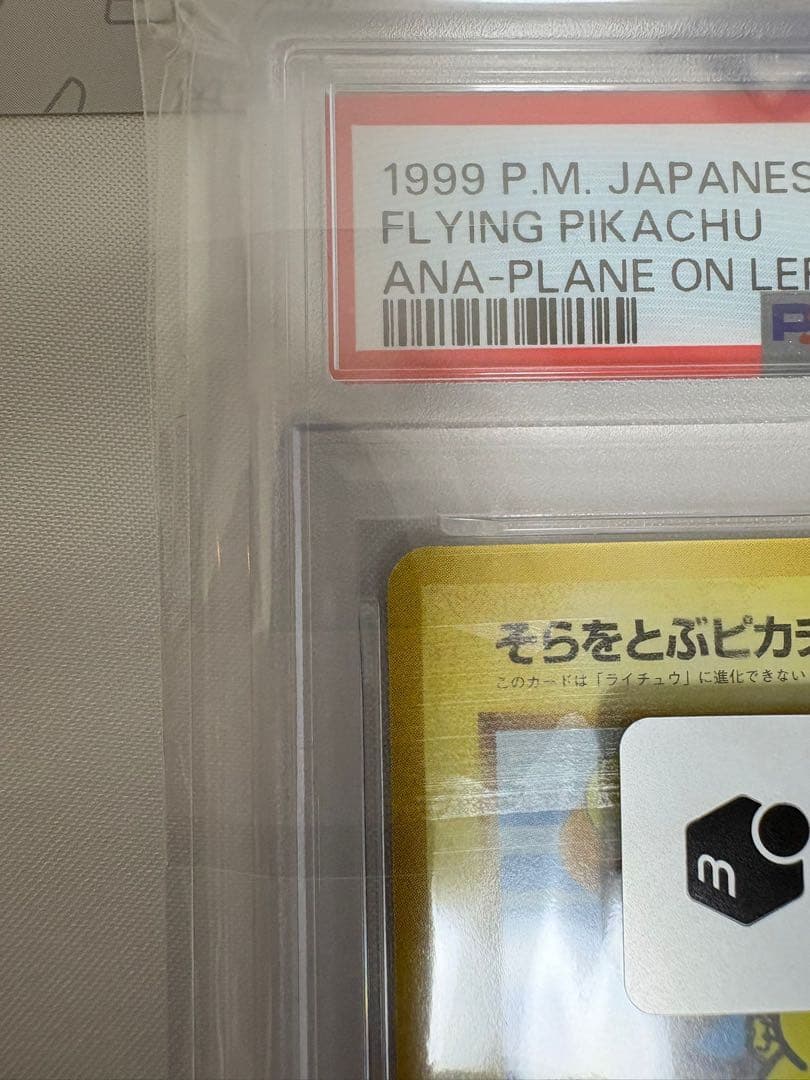 1999 P.M. JAPANES
FLYING PIKACHU
ANA-PLANE ON LEF
P
そらをとぶピカチ
このカードは「ライチュウ」に進化できない
m